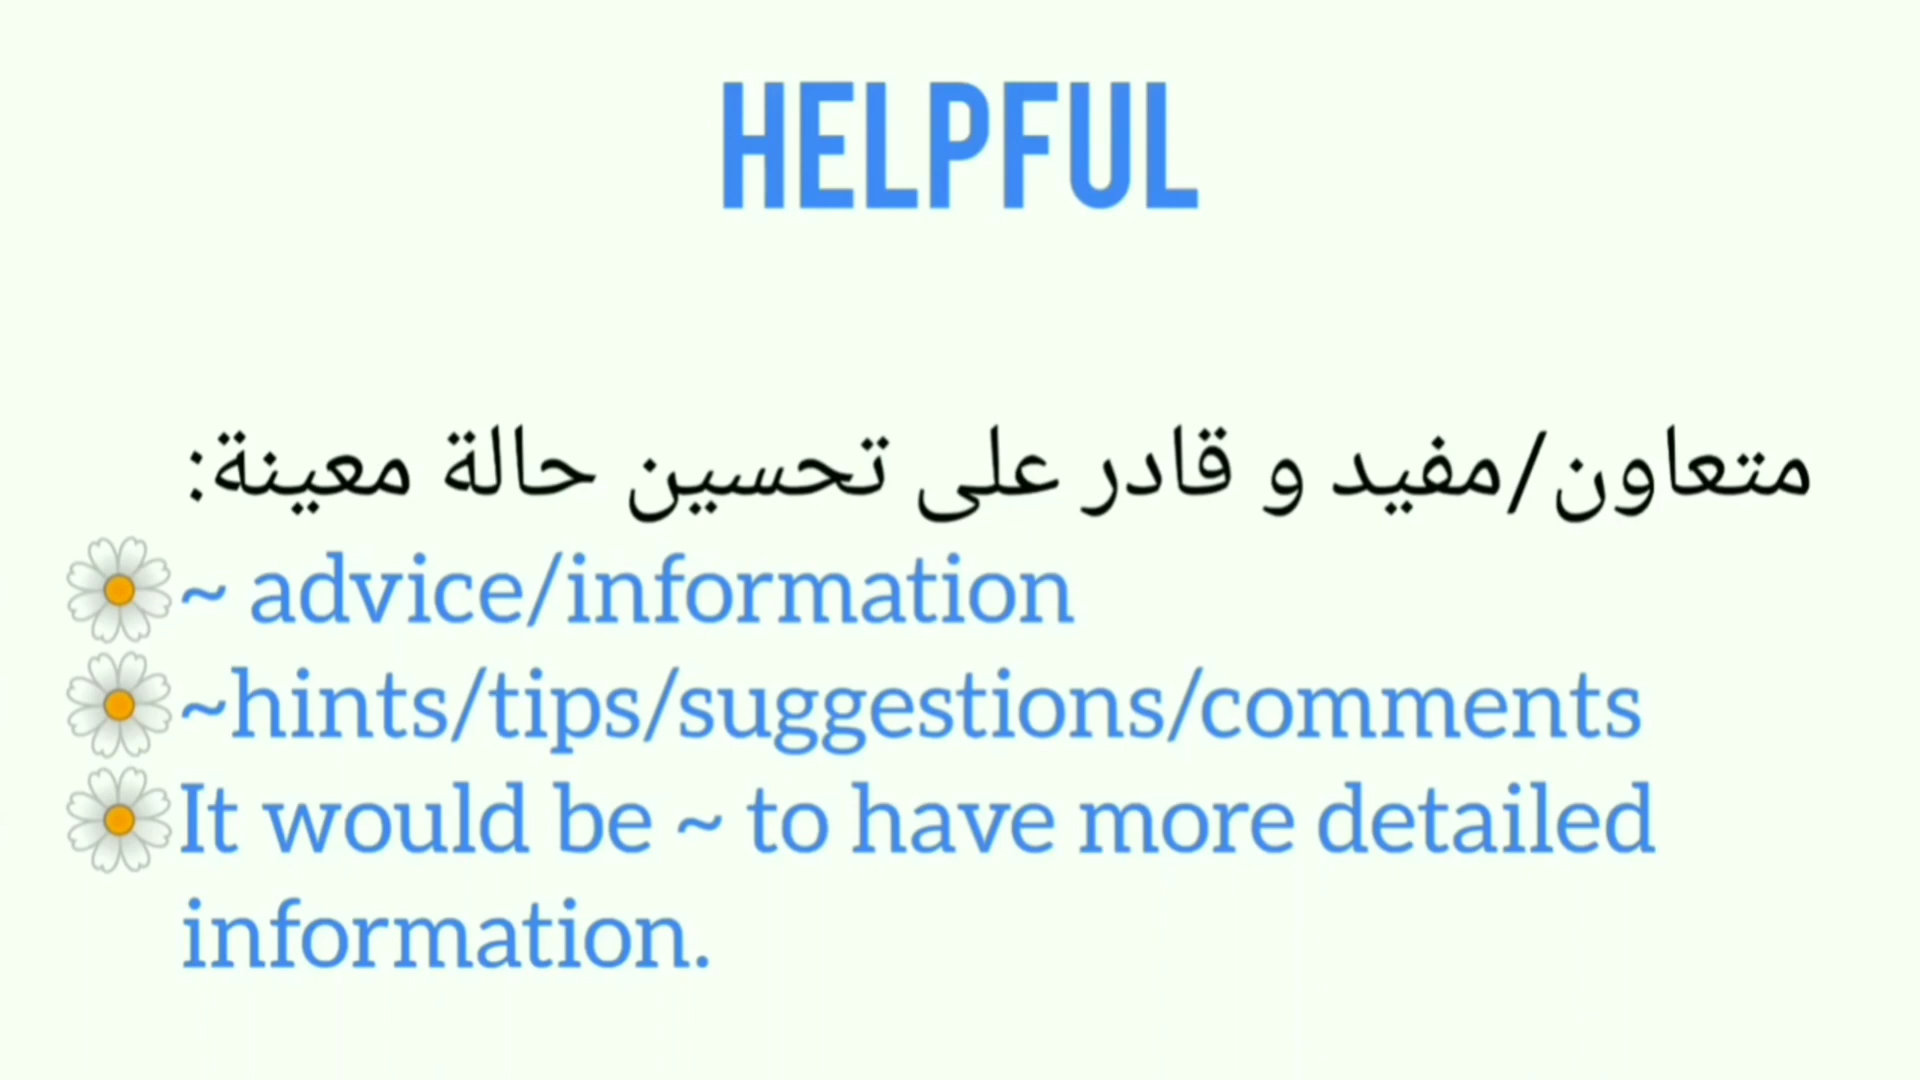 HELPFUL
متعاون/مفيد و قادر على تحسين حالة معينة:
~ advice/information
~hints/tips/suggestions/comments
It would be ~ to have more detailed
information.